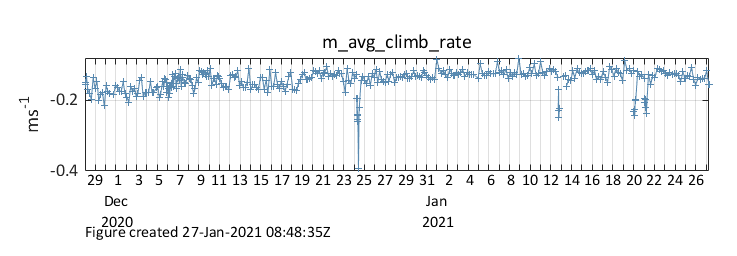 m_avg_climb_rate
ms-1
-0.2
-0.4
29 1 3 5 7 9 11 13 15 17 19 21 23 25 27 29 31 2 4 6 8 10 12 14 16 18 20 22 24 26
Dec Jan
2020 2021
Figure created 27-Jan-2021 08:48:35Z